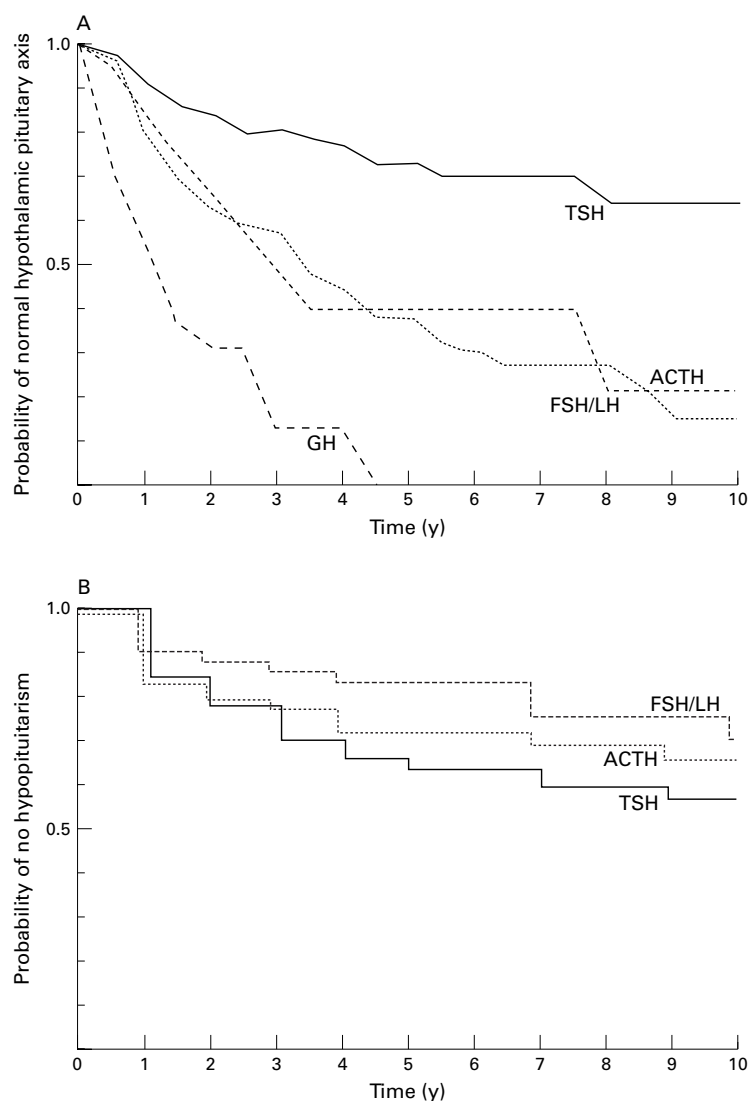 A
Probability of normal hypothalamic pituitary axis
1.0
0.5
TSH
ACTH
FSH/LH
GH
0 1 2 3 4 5 6 7 8 9 10
Time (y)
B
Probability of no hypopituitarism
1.0
0.5
FSH/LH
ACTH
TSH
0 1 2 3 4 5 6 7 8 9 10
Time (y)